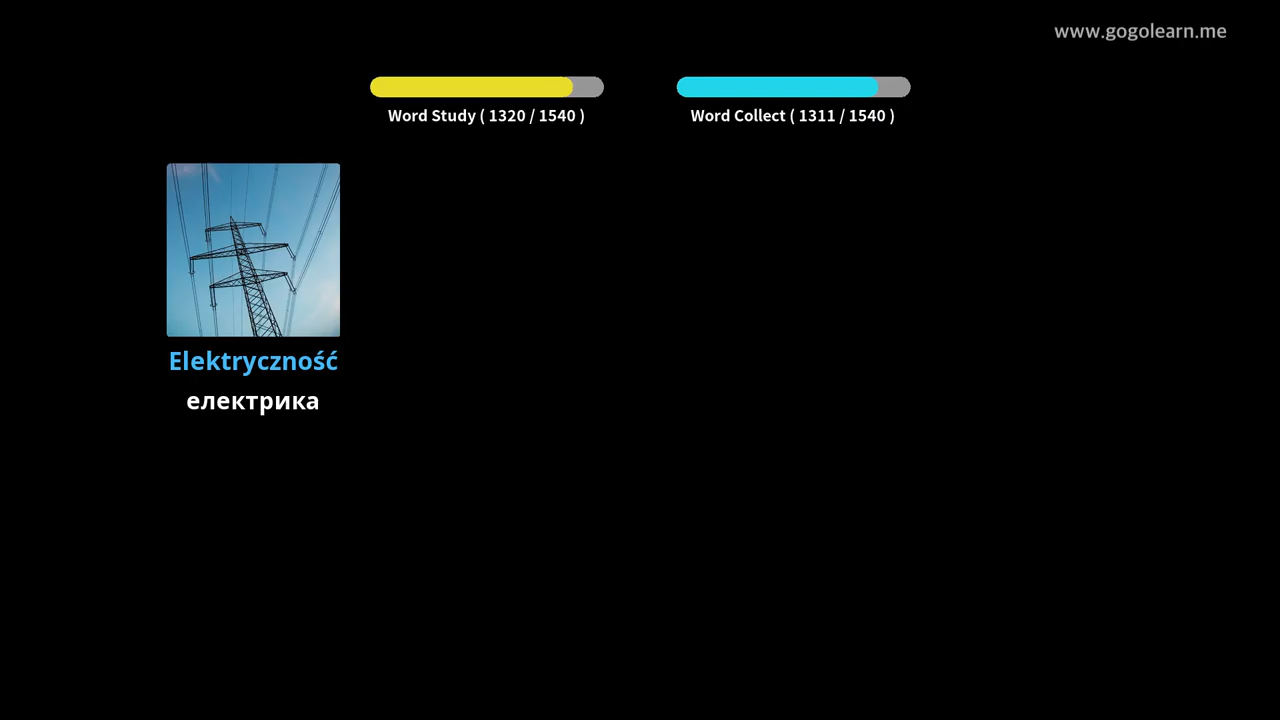 www.gogolearn.me
Word Study ( 1320 / 1540 )
Word Collect ( 1311 / 1540 )
Elektryczność
електрика